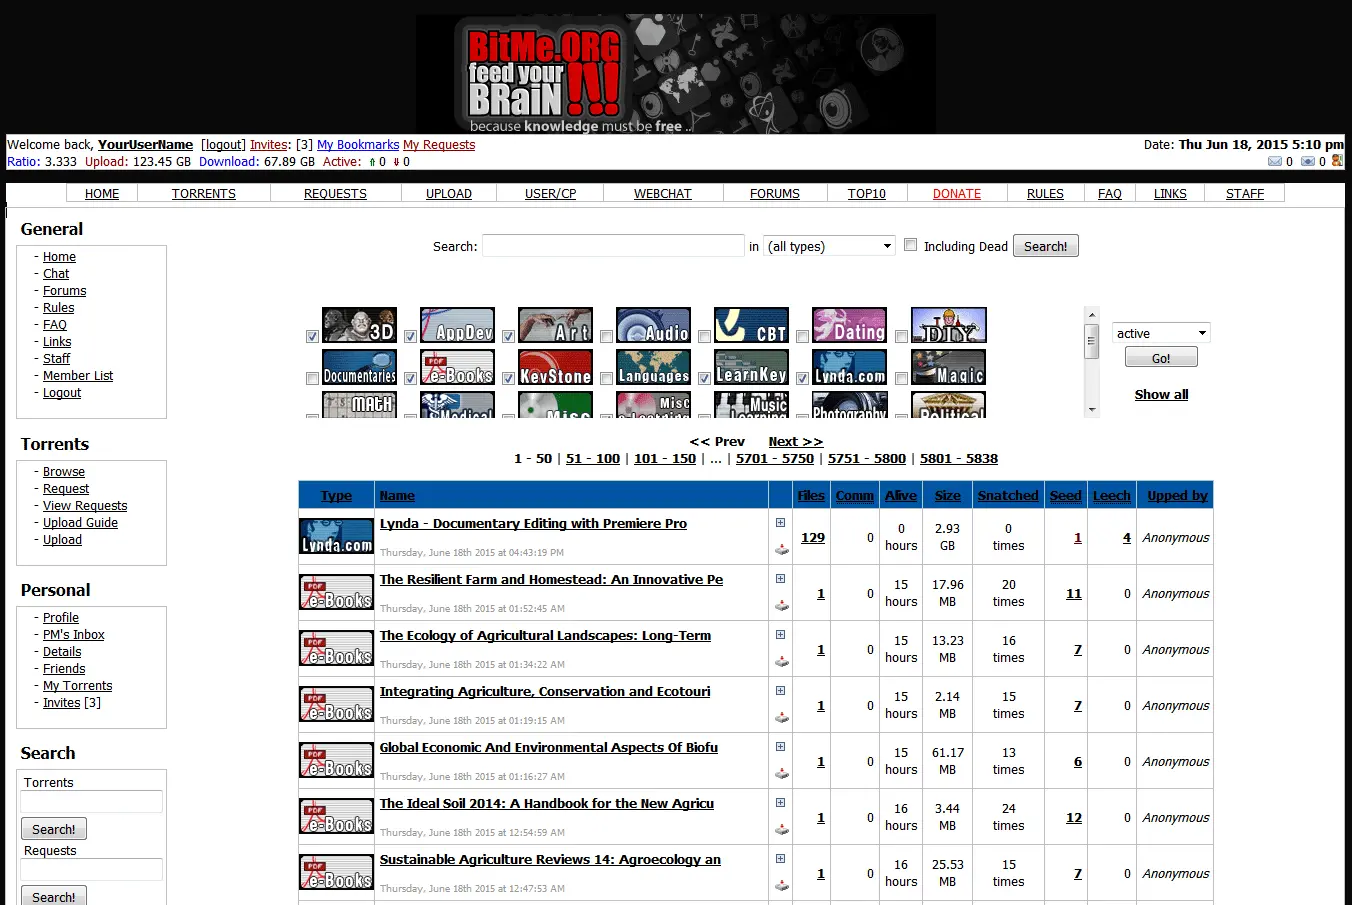 BitMe.ORG
feed your
BRaiN !!!
because knowledge must be free ..
Welcome back, YourUserName [logout] Invites: [3] My Bookmarks My Requests
Date: Thu Jun 18, 2015 5:10 pm
Ratio: 3.333 Upload: 123.45 GB Download: 67.89 GB Active: 0 0
0 0
HOME TORRENTS REQUESTS UPLOAD USER/CP WEBCHAT FORUMS TOP10 DONATE RULES FAQ LINKS STAFF
General
- Home
- Chat
- Forums
- Rules
- FAQ
- Links
- Staff
- Member List
- Logout
Torrents
- Browse
- Request
- View Requests
- Upload Guide
- Upload
Personal
- Profile
- PM's Inbox
- Details
- Friends
- My Torrents
- Invites [3]
Search
Torrents
Search!
Requests
Search!
Search: in (all types) Including Dead Search!
3D AppDev Art Audio CBT Dating DIY
Documentaries PDF e-Books KeyStone Languages LearnKey Lynda.com Magic
MATH Medical Misc Misc e-Learning Music Learning Photography Political
active
Go!
Show all
<< Prev Next >>
1 - 50 | 51 - 100 | 101 - 150 | ... | 5701 - 5750 | 5751 - 5800 | 5801 - 5838
Type Name Files Comm Alive Size Snatched Seed Leech Upped by
Lynda.com Lynda - Documentary Editing with Premiere Pro 129 0 0 hours 2.93 GB 0 times 1 4 Anonymous
Thursday, June 18th 2015 at 04:43:19 PM
PDF e-Books The Resilient Farm and Homestead: An Innovative Pe 1 0 15 hours 17.96 MB 20 times 11 0 Anonymous
Thursday, June 18th 2015 at 01:52:45 AM
PDF e-Books The Ecology of Agricultural Landscapes: Long-Term 1 0 15 hours 13.23 MB 16 times 7 0 Anonymous
Thursday, June 18th 2015 at 01:34:22 AM
PDF e-Books Integrating Agriculture, Conservation and Ecotouri 1 0 15 hours 2.14 MB 15 times 7 0 Anonymous
Thursday, June 18th 2015 at 01:19:15 AM
PDF e-Books Global Economic And Environmental Aspects Of Biofu 1 0 15 hours 61.17 MB 13 times 6 0 Anonymous
Thursday, June 18th 2015 at 01:16:27 AM
PDF e-Books The Ideal Soil 2014: A Handbook for the New Agricu 1 0 16 hours 3.44 MB 24 times 12 0 Anonymous
Thursday, June 18th 2015 at 12:54:59 AM
PDF e-Books Sustainable Agriculture Reviews 14: Agroecology an 1 0 16 hours 25.53 MB 15 times 7 0 Anonymous
Thursday, June 18th 2015 at 12:47:53 AM